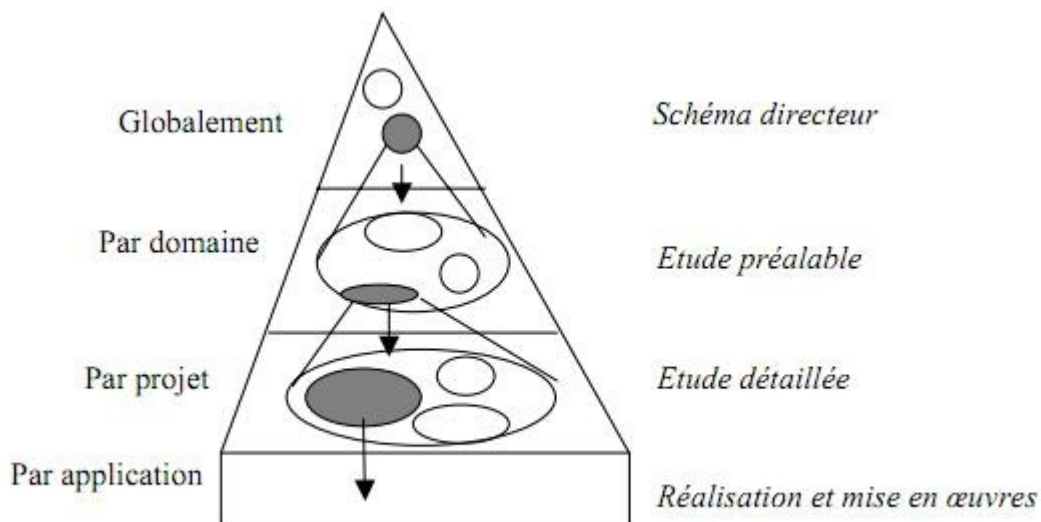 Globalement
Schéma directeur
Par domaine
Etude préalable
Par projet
Etude détaillée
Par application
Réalisation et mise en œuvres